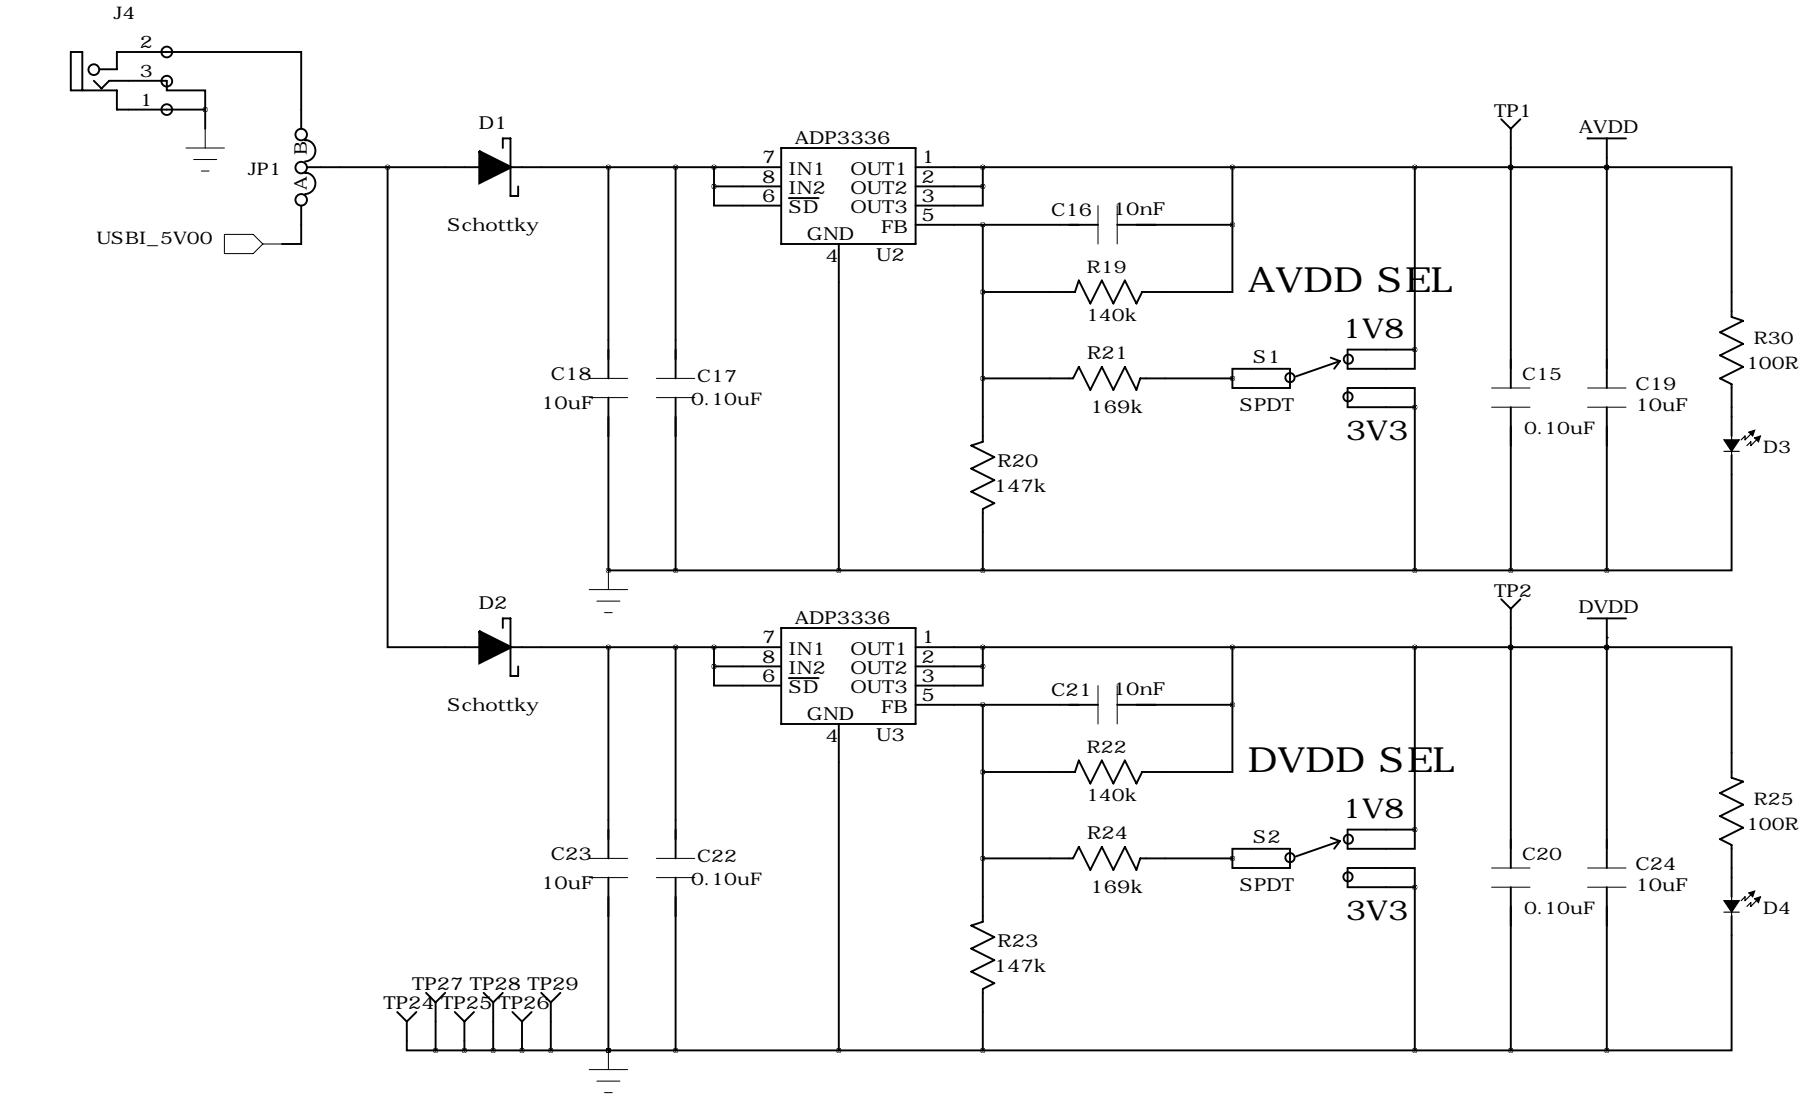 J4
2
3
1
B
A
JP1
USBI_5V00
D1
Schottky
ADP3336
7
8
6
IN1
IN2
SD
OUT1
OUT2
OUT3
FB
GND
1
2
3
5
4
U2
C16
10nF
R19
140k
AVDD SEL
1V8
R21
169k
S1
SPDT
3V3
C18
10uF
C17
0.10uF
R20
147k
TP1
AVDD
C15
0.10uF
C19
10uF
R30
100R
D3
D2
Schottky
ADP3336
7
8
6
IN1
IN2
SD
OUT1
OUT2
OUT3
FB
GND
1
2
3
5
4
U3
C21
10nF
R22
140k
DVDD SEL
1V8
R24
169k
S2
SPDT
3V3
C23
10uF
C22
0.10uF
R23
147k
TP2
DVDD
C20
0.10uF
C24
10uF
R25
100R
D4
TP27 TP28 TP29
TP24 TP25 TP26